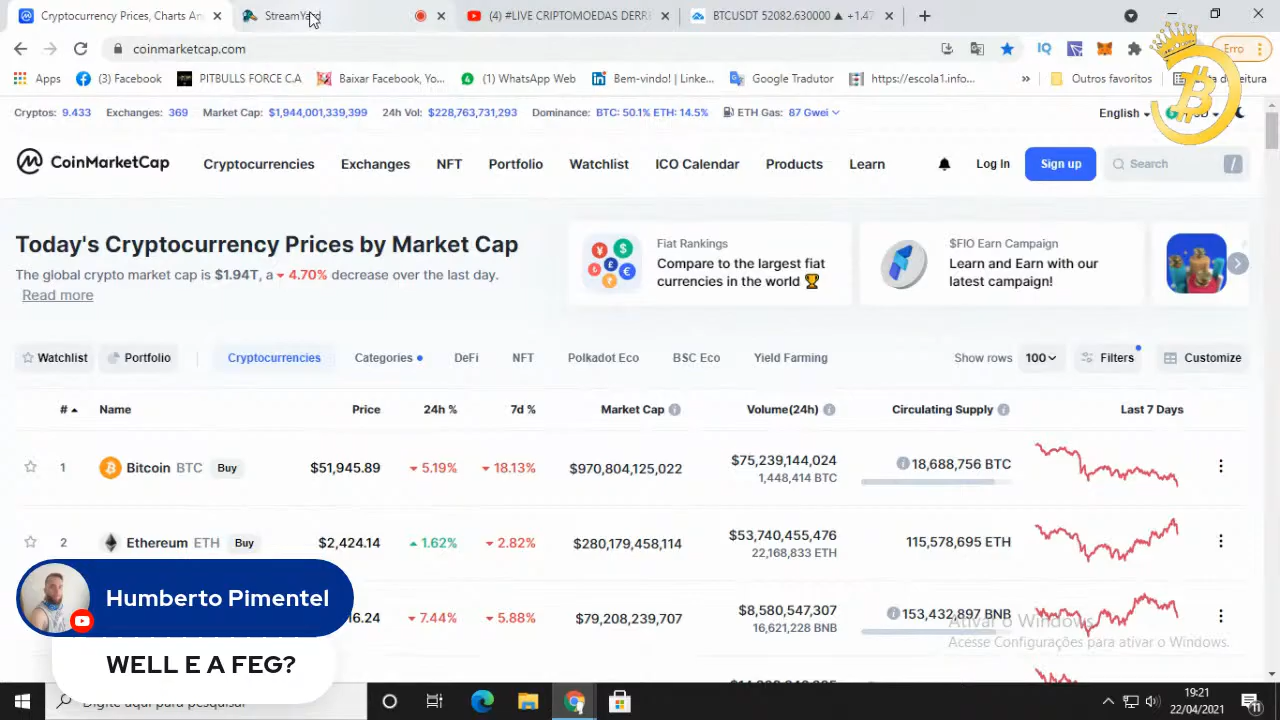 Cryptocurrency Prices, Charts An
StreamYard
(4) #LIVE CRIPTOMOEDAS DERRE
BTCUSDT 52082.630000 ▲ +1.47
coinmarketcap.com
Erro
Apps
(3) Facebook
PITBULLS FORCE C.A
Baixar Facebook, Yo...
(1) WhatsApp Web
Bem-vindo! | Linke...
Google Tradutor
https://escola1.info...
»
Outros favoritos
de leitura
Cryptos: 9.433 Exchanges: 369 Market Cap: $1,944,001,339,399 24h Vol: $228,763,731,293 Dominance: BTC: 50.1% ETH: 14.5% ETH Gas: 87 Gwei
English
CoinMarketCap
Cryptocurrencies Exchanges NFT Portfolio Watchlist ICO Calendar Products Learn
Log In
Sign up
Search /
Today's Cryptocurrency Prices by Market Cap
The global crypto market cap is $1.94T, a 4.70% decrease over the last day.
Read more
Fiat Rankings
Compare to the largest fiat
currencies in the world 🏆
$FIO Earn Campaign
Learn and Earn with our
latest campaign!
Watchlist Portfolio Cryptocurrencies Categories DeFi NFT Polkadot Eco BSC Eco Yield Farming Show rows 100 Filters Customize
# Name Price 24h % 7d % Market Cap Volume(24h) Circulating Supply Last 7 Days
1 Bitcoin BTC Buy $51,945.89 5.19% 18.13% $970,804,125,022 $75,239,144,024 18,688,756 BTC
1,448,414 BTC
2 Ethereum ETH Buy $2,424.14 1.62% 2.82% $280,179,458,114 $53,740,455,476 115,578,695 ETH
22,168,833 ETH
16.24 7.44% 5.88% $79,208,239,707 $8,580,547,307 153,432,897 BNB
16,621,228 BNB
Humberto Pimentel
WELL E A FEG?
Ativar o Windows
Acesse Configurações para ativar o Windows.
Digite aqui para pesquisar
19:21
22/04/2021
11